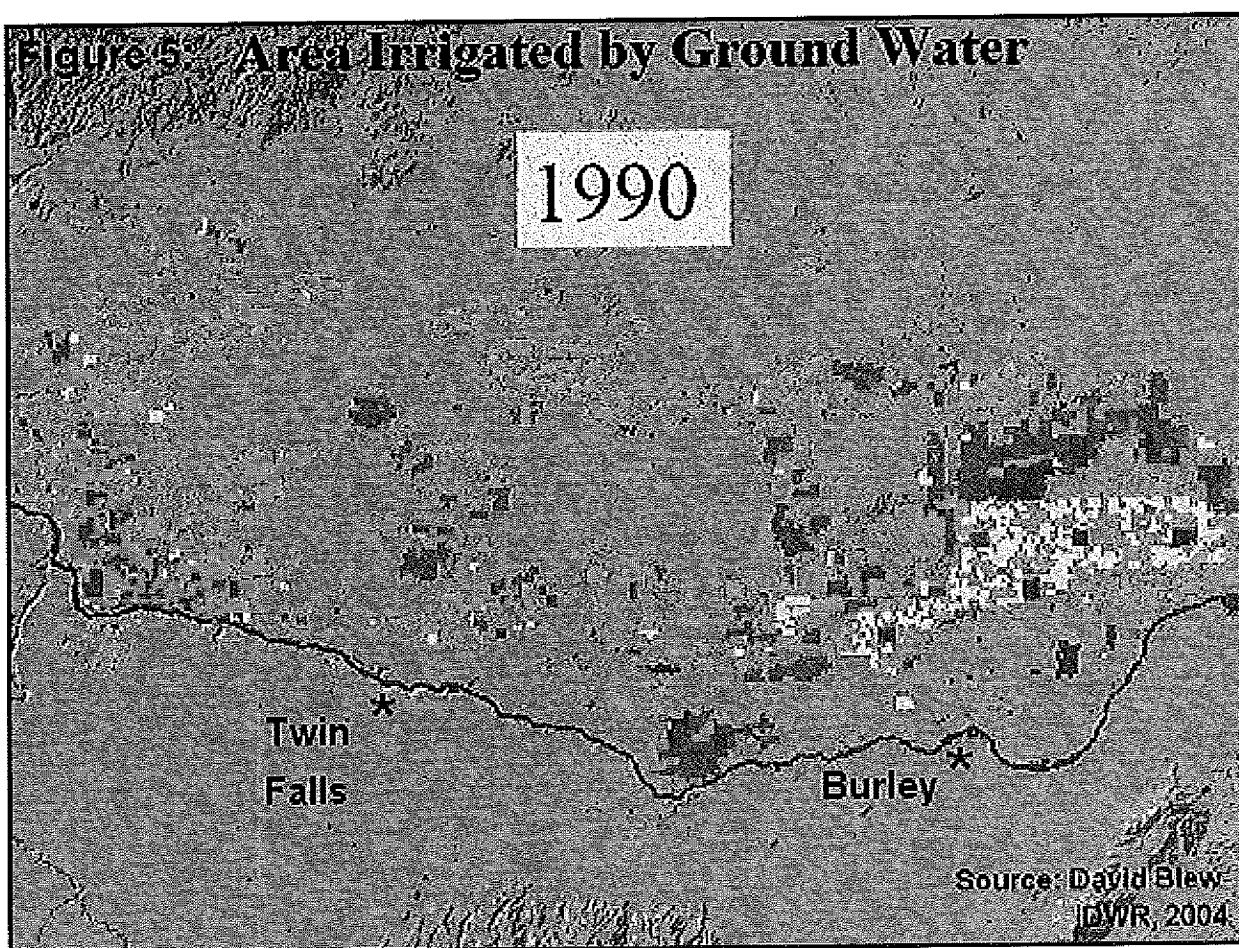 Figure 5: Area Irrigated by Ground Water
1990
Twin
Falls
*
Burley
*
Source: David Blew
IDWR, 2004